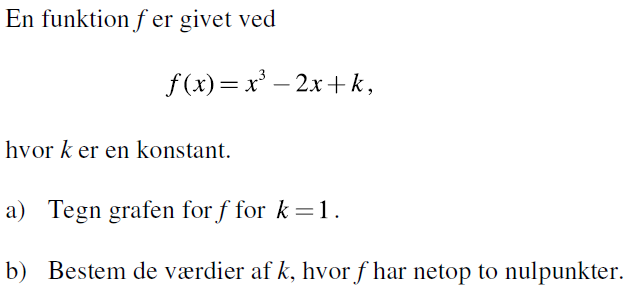 En funktion f er givet ved
f(x) = x³ − 2x + k,
hvor k er en konstant.
a) Tegn grafen for f for k = 1.
b) Bestem de værdier af k, hvor f har netop to nulpunkter.